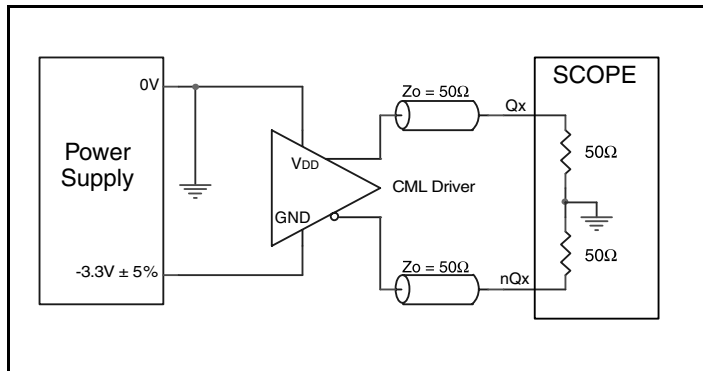 SCOPE
0V
Zo = 50Ω
Qx
Power
Supply
VDD
50Ω
CML Driver
GND
-3.3V ± 5%
Zo = 50Ω
nQx
50Ω